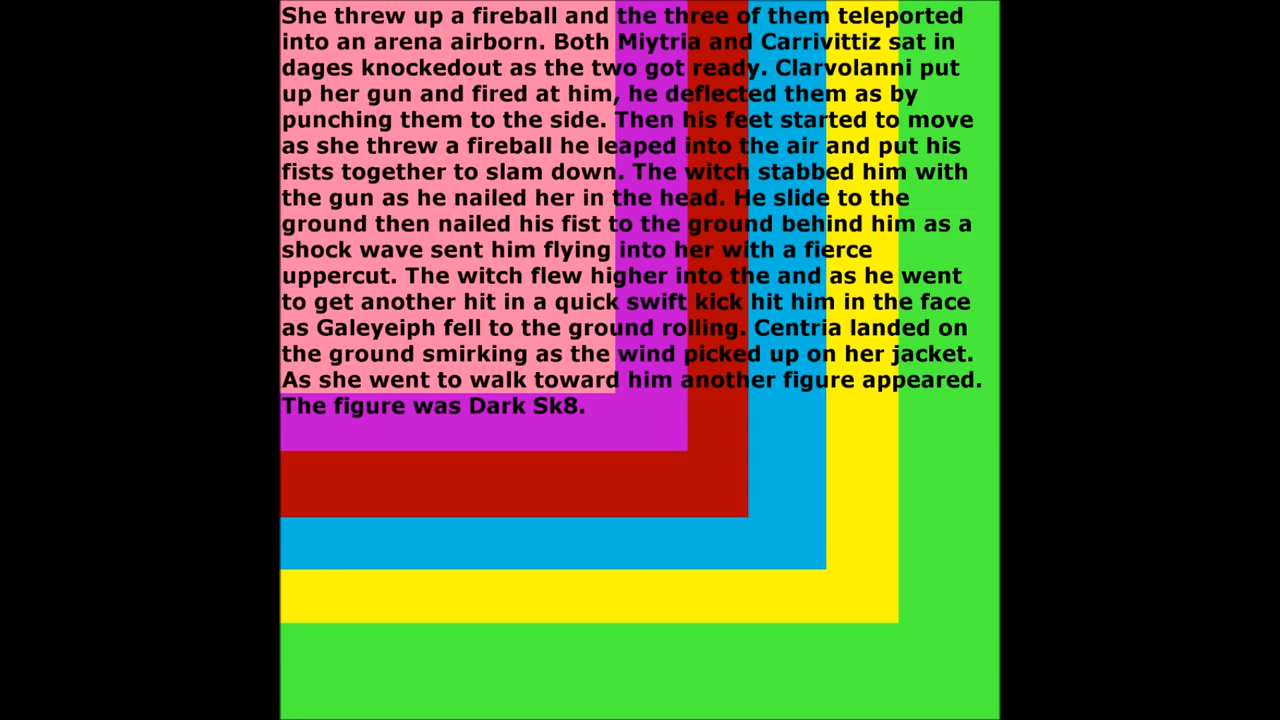 She threw up a fireball and the three of them teleported
into an arena airborn. Both Miytria and Carrivittiz sat in
dages knockedout as the two got ready. Clarvolanni put
up her gun and fired at him, he deflected them as by
punching them to the side. Then his feet started to move
as she threw a fireball he leaped into the air and put his
fists together to slam down. The witch stabbed him with
the gun as he nailed her in the head. He slide to the
ground then nailed his fist to the ground behind him as a
shock wave sent him flying into her with a fierce
uppercut. The witch flew higher into the and as he went
to get another hit in a quick swift kick hit him in the face
as Galeyeiph fell to the ground rolling. Centria landed on
the ground smirking as the wind picked up on her jacket.
As she went to walk toward him another figure appeared.
The figure was Dark Sk8.